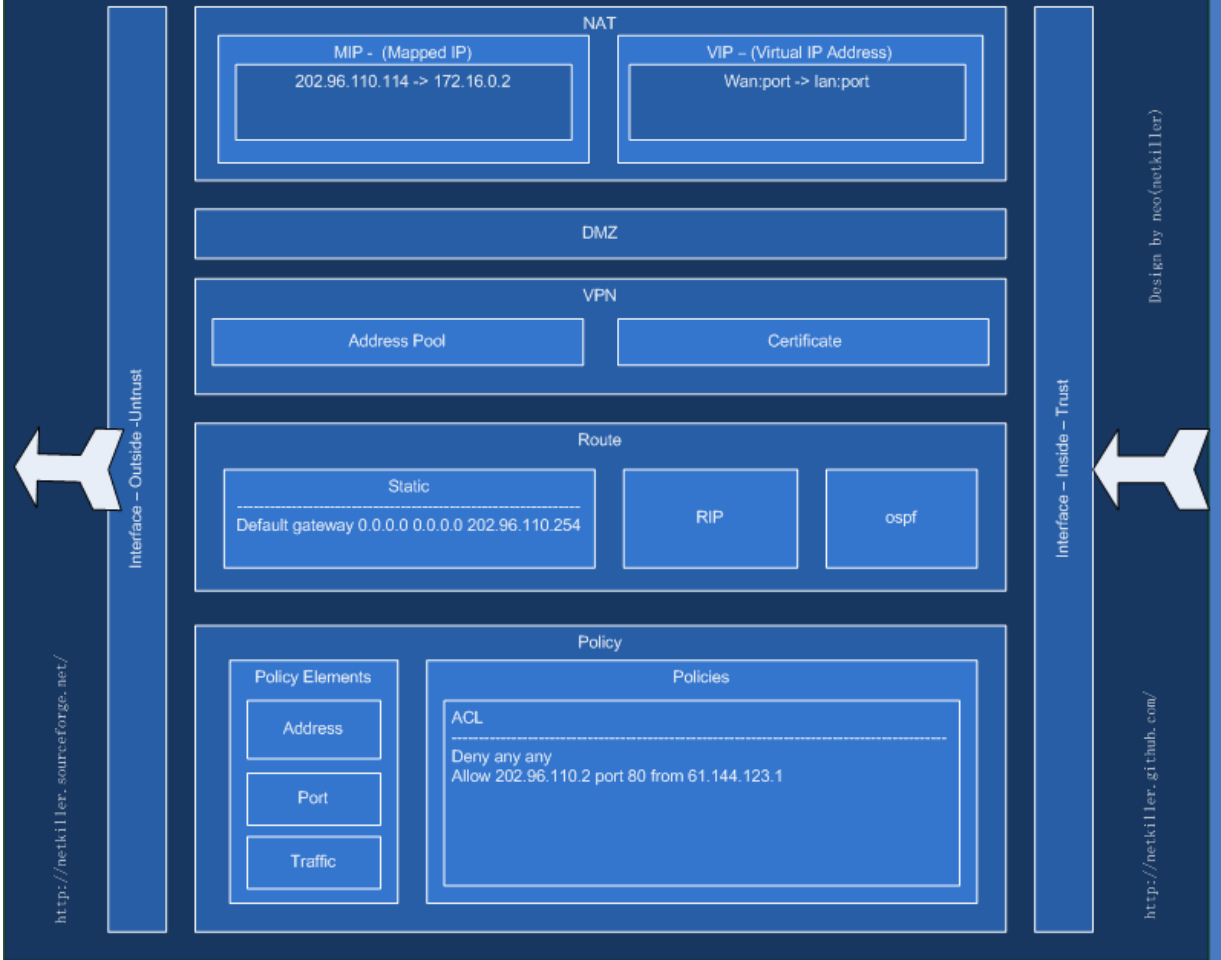 NAT
MIP - (Mapped IP)
202.96.110.114 -> 172.16.0.2
VIP – (Virtual IP Address)
Wan:port -> lan:port
DMZ
VPN
Address Pool
Certificate
Route
Static
Default gateway 0.0.0.0 0.0.0.0 202.96.110.254
RIP
ospf
Policy
Policy Elements
Address
Port
Traffic
Policies
ACL
Deny any any
Allow 202.96.110.2 port 80 from 61.144.123.1
Interface – Outside -Untrust
Interface – Inside – Trust
http://netkiller.sourceforge.net/
Design by neo(netkiller)
http://netkiller.github.com/